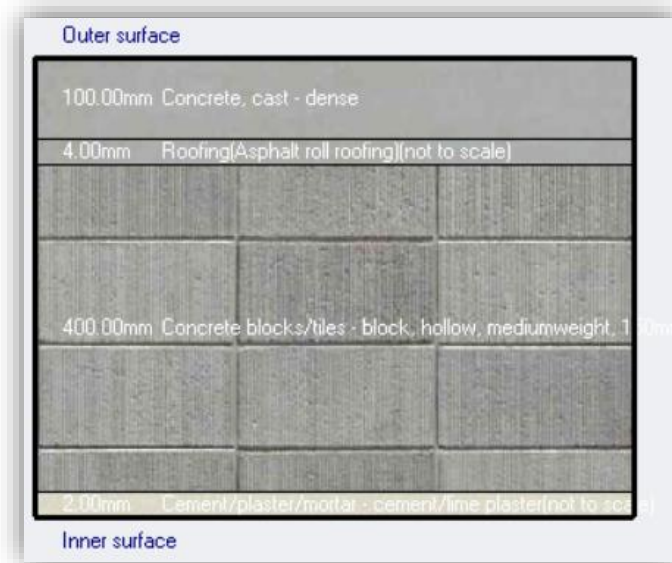 Outer surface
100.00mm Concrete, cast - dense
4.00mm Roofing(Asphalt roll roofing)(not to scale)
400.00mm Concrete blocks/tiles - block, hollow, mediumweight,
2.00mm Cement/plaster/mortar - cement/lime plaster(not to scale)
Inner surface